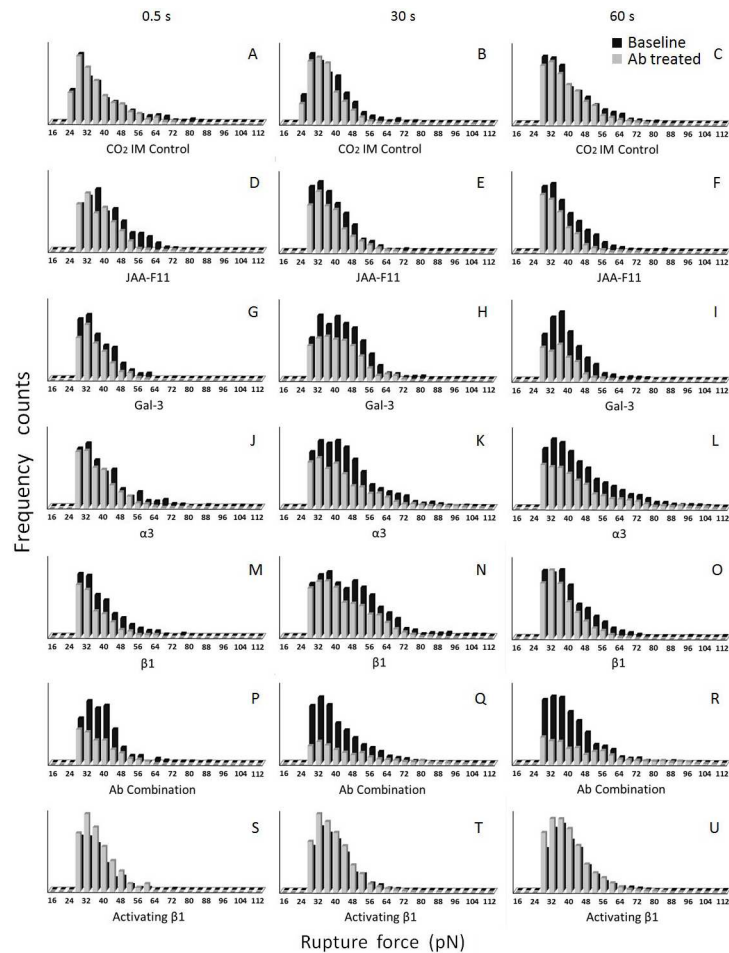 0.5 s 30 s 60 s
Baseline
Ab treated
A B C
16 24 32 40 48 56 64 72 80 88 96 104 112 16 24 32 40 48 56 64 72 80 88 96 104 112 16 24 32 40 48 56 64 72 80 88 96 104 112
CO₂ IM Control CO₂ IM Control CO₂ IM Control
D E F
16 24 32 40 48 56 64 72 80 88 96 104 112 16 24 32 40 48 56 64 72 80 88 96 104 112 16 24 32 40 48 56 64 72 80 88 96 104 112
JAA-F11 JAA-F11 JAA-F11
G H I
16 24 32 40 48 56 64 72 80 88 96 104 112 16 24 32 40 48 56 64 72 80 88 96 104 112 16 24 32 40 48 56 64 72 80 88 96 104 112
Gal-3 Gal-3 Gal-3
J K L
16 24 32 40 48 56 64 72 80 88 96 104 112 16 24 32 40 48 56 64 72 80 88 96 104 112 16 24 32 40 48 56 64 72 80 88 96 104 112
α3 α3 α3
M N O
16 24 32 40 48 56 64 72 80 88 96 104 112 16 24 32 40 48 56 64 72 80 88 96 104 112 16 24 32 40 48 56 64 72 80 88 96 104 112
β1 β1 β1
P Q R
16 24 32 40 48 56 64 72 80 88 96 104 112 16 24 32 40 48 56 64 72 80 88 96 104 112 16 24 32 40 48 56 64 72 80 88 96 104 112
Ab Combination Ab Combination Ab Combination
S T U
16 24 32 40 48 56 64 72 80 88 96 104 112 16 24 32 40 48 56 64 72 80 88 96 104 112 16 24 32 40 48 56 64 72 80 88 96 104 112
Activating β1 Activating β1 Activating β1
Frequency counts
Rupture force (pN)